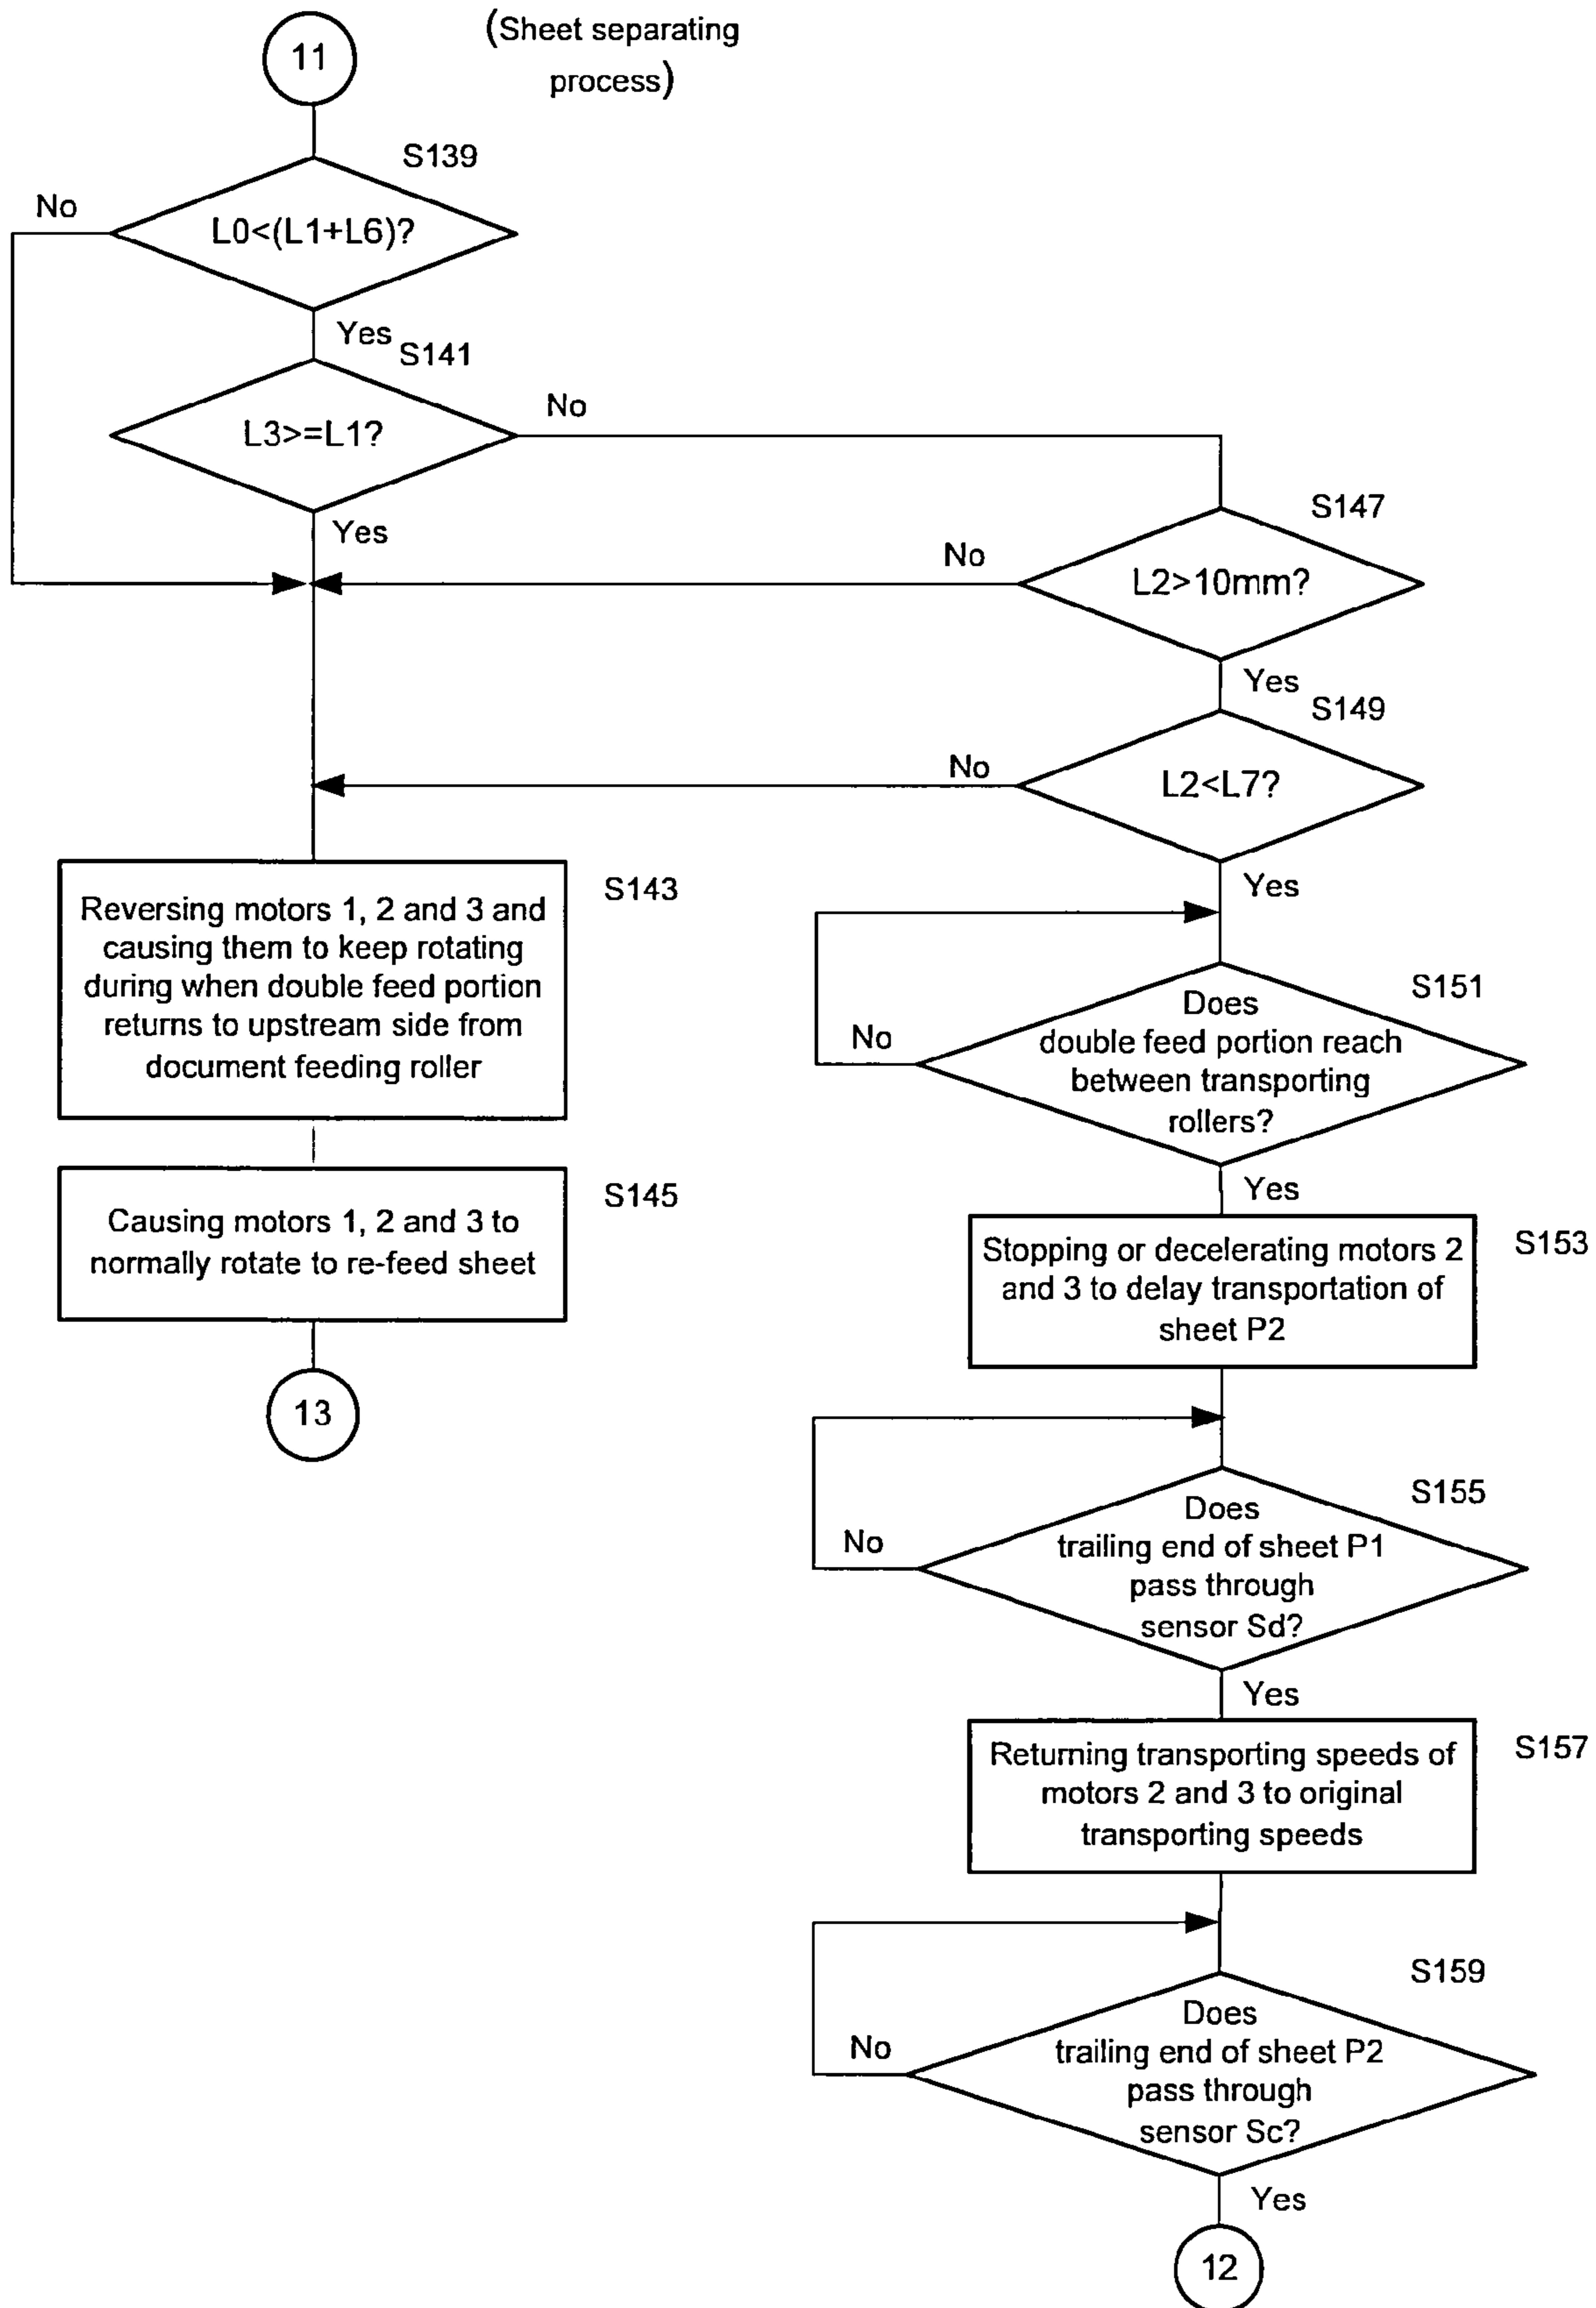 11
(Sheet separating
process)
S139
No
L0<(L1+L6)?
Yes
S141
No
L3>=L1?
Yes
S147
No
L2>10mm?
Yes
S149
No
L2<L7?
Yes
S143
Reversing motors 1, 2 and 3 and
causing them to keep rotating
during when double feed portion
returns to upstream side from
document feeding roller
S145
Causing motors 1, 2 and 3 to
normally rotate to re-feed sheet
13
S151
Does
double feed portion reach
between transporting
rollers?
No
Yes
S153
Stopping or decelerating motors 2
and 3 to delay transportation of
sheet P2
S155
Does
trailing end of sheet P1
pass through
sensor Sd?
No
Yes
S157
Returning transporting speeds of
motors 2 and 3 to original
transporting speeds
S159
Does
trailing end of sheet P2
pass through
sensor Sc?
No
Yes
12